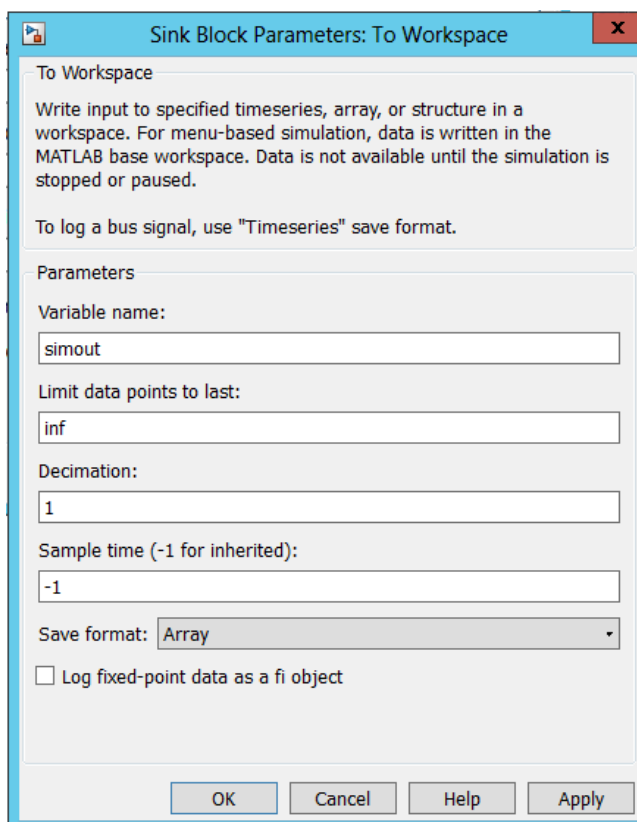 Sink Block Parameters: To Workspace
x
To Workspace
Write input to specified timeseries, array, or structure in a
workspace. For menu-based simulation, data is written in the
MATLAB base workspace. Data is not available until the simulation is
stopped or paused.
To log a bus signal, use "Timeseries" save format.
Parameters
Variable name:
simout
Limit data points to last:
inf
Decimation:
1
Sample time (-1 for inherited):
-1
Save format: Array
Log fixed-point data as a fi object
OK Cancel Help Apply